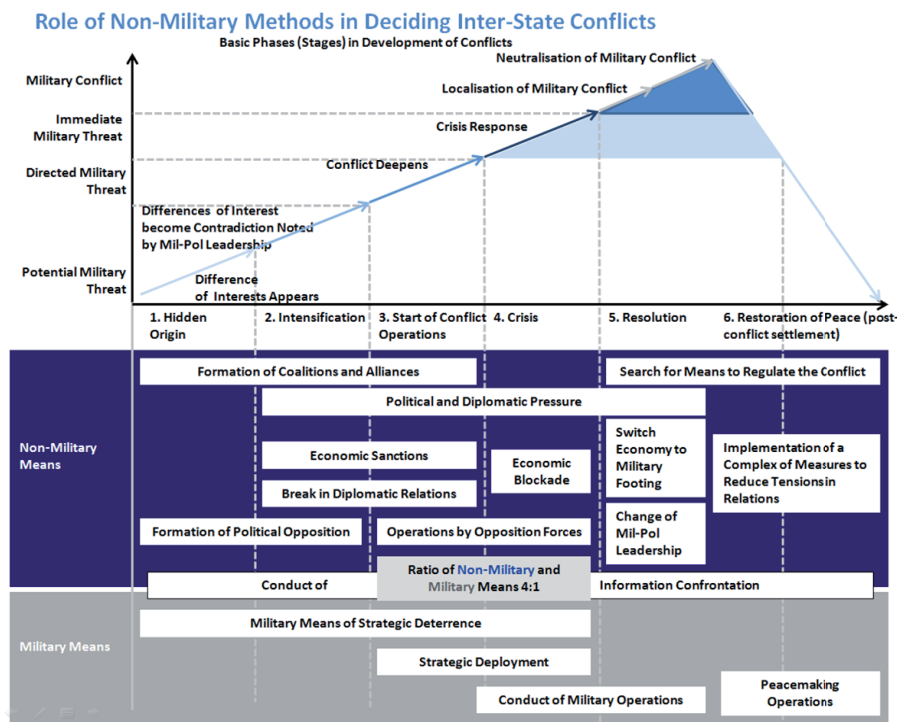 Role of Non-Military Methods in Deciding Inter-State Conflicts
Basic Phases (Stages) in Development of Conflicts
Neutralisation of Military Conflict
Military Conflict
Localisation of Military Conflict
Immediate
Military Threat
Crisis Response
Directed Military
Threat
Conflict Deepens
Differences of Interest
become Contradiction Noted
by Mil-Pol Leadership
Potential Military
Threat
Difference
of Interests Appears
1. Hidden
Origin
2. Intensification
3. Start of Conflict
Operations
4. Crisis
5. Resolution
6. Restoration of Peace (post-
conflict settlement)
Non-Military
Means
Formation of Coalitions and Alliances
Search for Means to Regulate the Conflict
Political and Diplomatic Pressure
Economic Sanctions
Economic
Blockade
Switch
Economy to
Military
Footing
Implementation of a
Complex of Measures to
Reduce Tensions in
Relations
Break in Diplomatic Relations
Formation of Political Opposition
Operations by Opposition Forces
Change of
Mil-Pol
Leadership
Conduct of
Ratio of Non-Military and
Military Means 4:1
Information Confrontation
Military Means
Military Means of Strategic Deterrence
Strategic Deployment
Conduct of Military Operations
Peacemaking
Operations